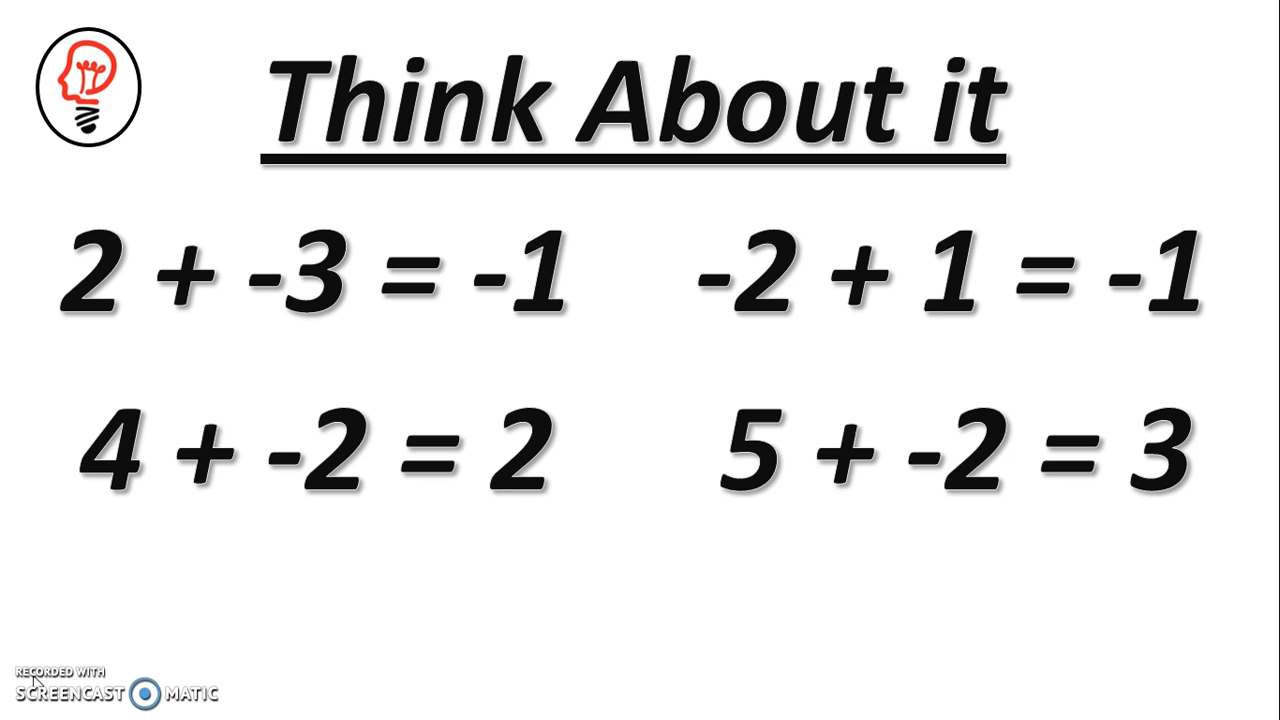 Think About it
2 + -3 = -1 -2 + 1 = -1
4 + -2 = 2 5 + -2 = 3
RECORDED WITH
SCREENCAST MATIC